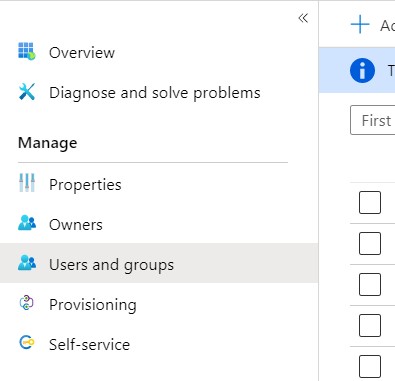 Overview
Diagnose and solve problems
Manage
Properties
Owners
Users and groups
Provisioning
Self-service
First